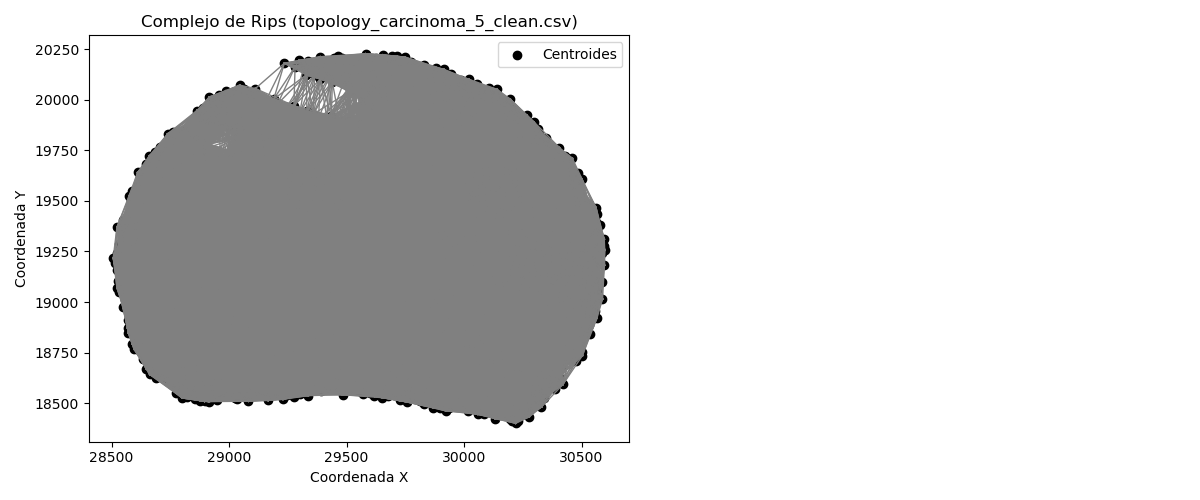 Complejo de Rips (topology_carcinoma_5_clean.csv)
Centroides
Coordenada Y
20250
20000
19750
19500
19250
19000
18750
18500
28500 29000 29500 30000 30500
Coordenada X